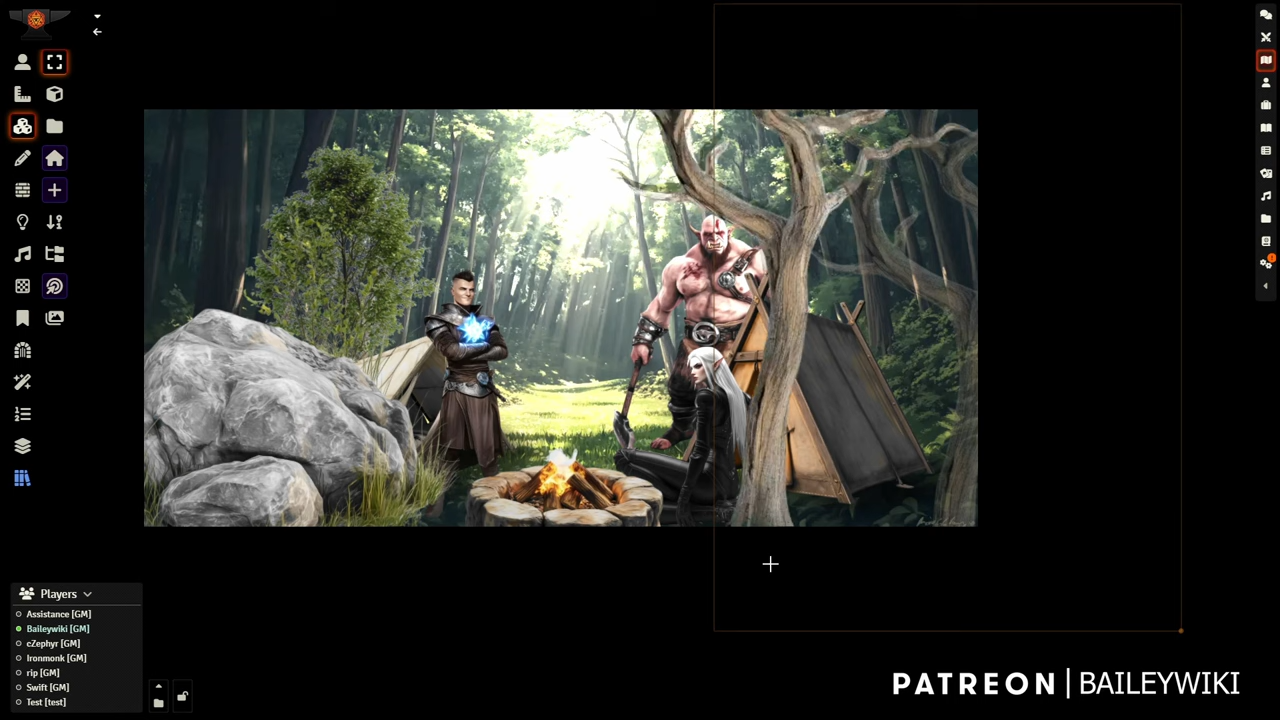 Players
Assistance [GM]
Baileywiki [GM]
cZephyr [GM]
Ironmonk [GM]
rip [GM]
Swift [GM]
Test [test]
PATREON | BAILEYWIKI